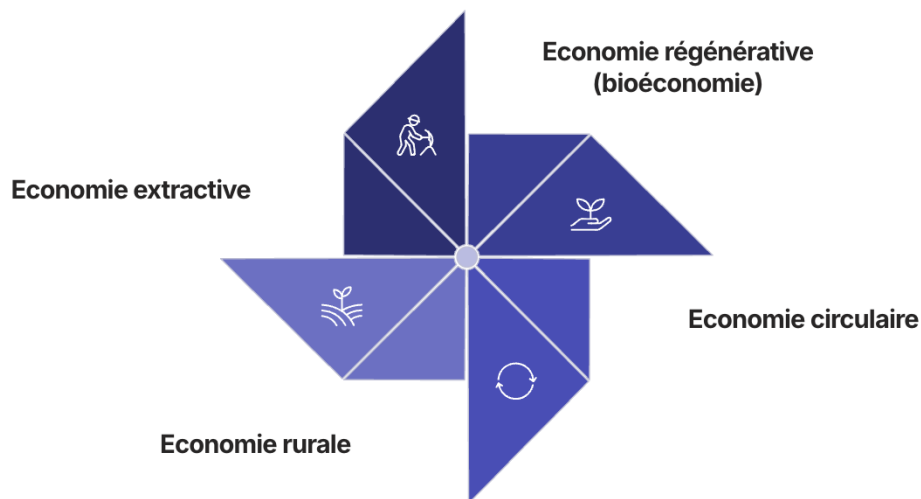 Economie régénérative
(bioéconomie)
Economie extractive
Economie circulaire
Economie rurale